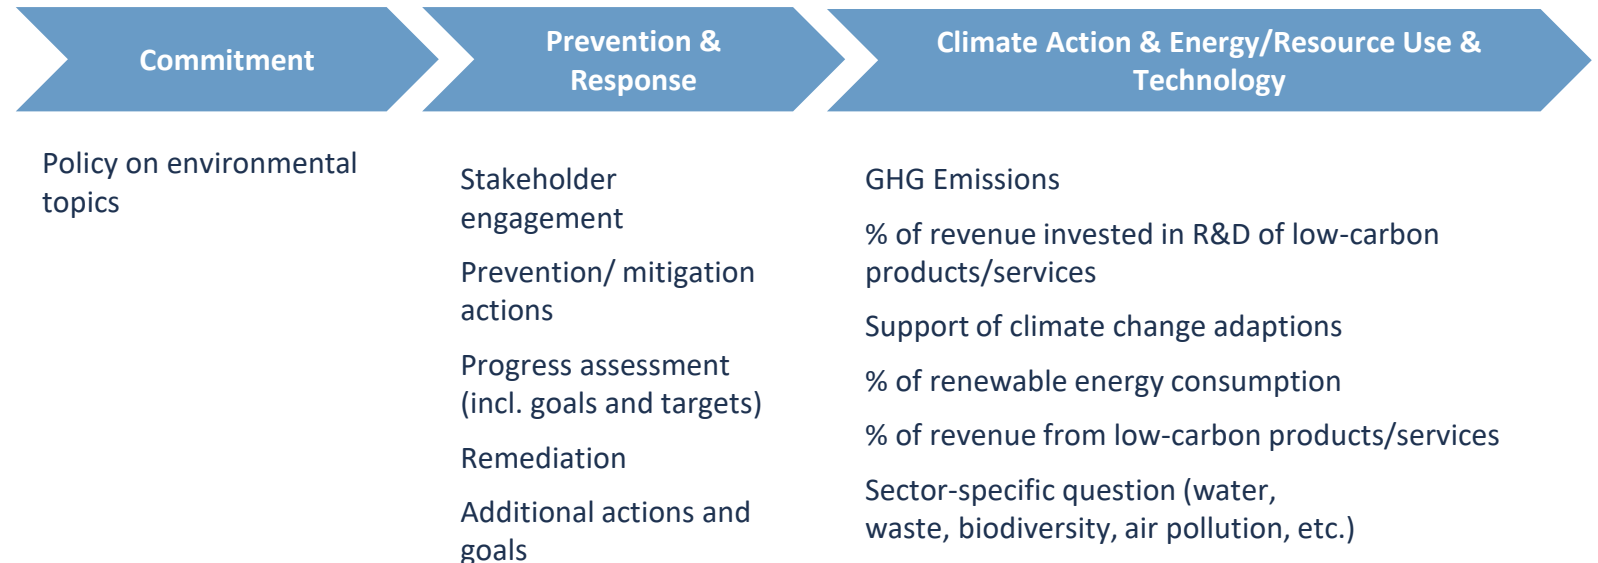 Commitment
Prevention &
Response
Climate Action & Energy/Resource Use &
Technology
Policy on environmental
topics
Stakeholder
engagement
Prevention/ mitigation
actions
Progress assessment
(incl. goals and targets)
Remediation
Additional actions and
goals
GHG Emissions
% of revenue invested in R&D of low-carbon
products/services
Support of climate change adaptions
% of renewable energy consumption
% of revenue from low-carbon products/services
Sector-specific question (water,
waste, biodiversity, air pollution, etc.)